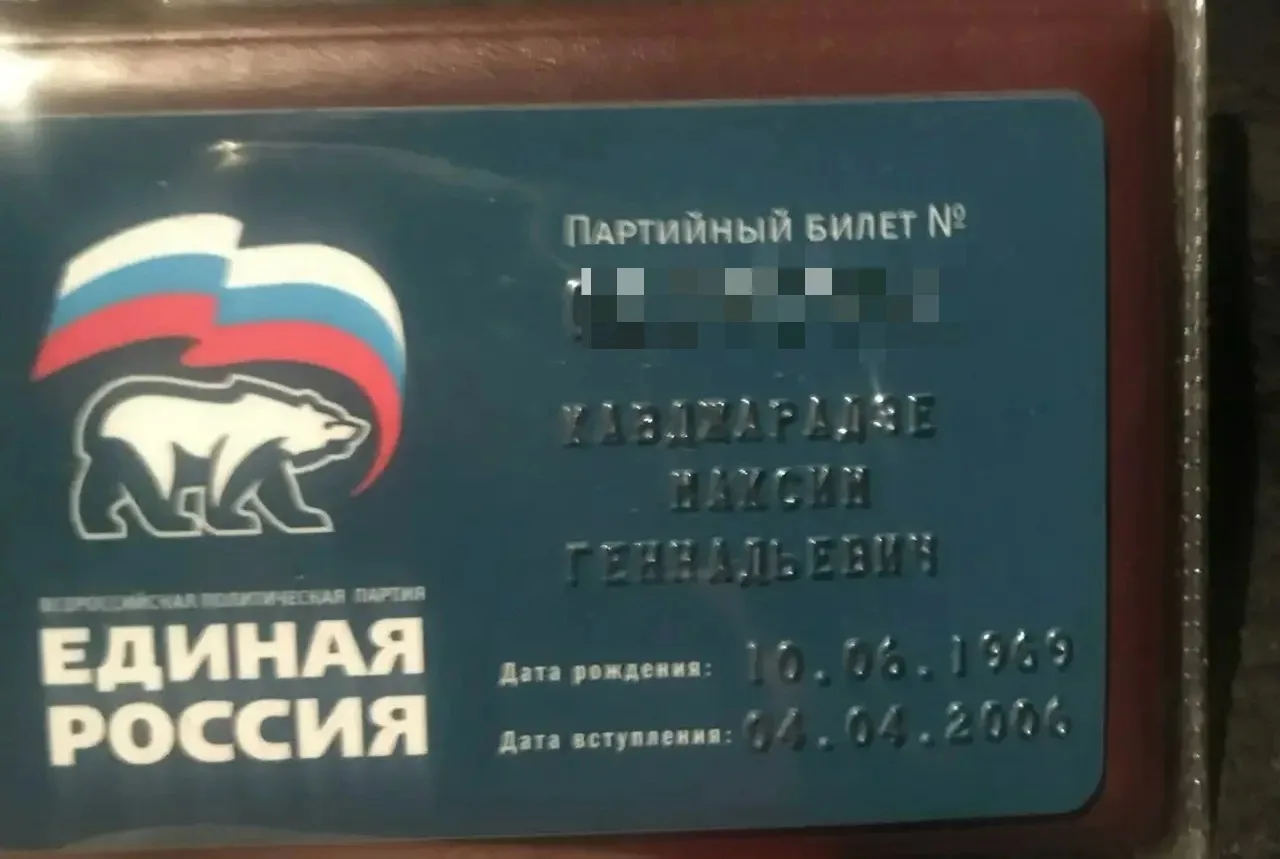 ВСЕРОССИЙСКАЯ ПОЛИТИЧЕСКАЯ ПАРТИЯ
ЕДИНАЯ
РОССИЯ
ПАРТИЙНЫЙ БИЛЕТ №
КАВДЖАРАДЗЕ
МАКСИМ
ГЕННАДЬЕВИЧ
Дата рождения: 10.06.1969
Дата вступления: 04.04.2006